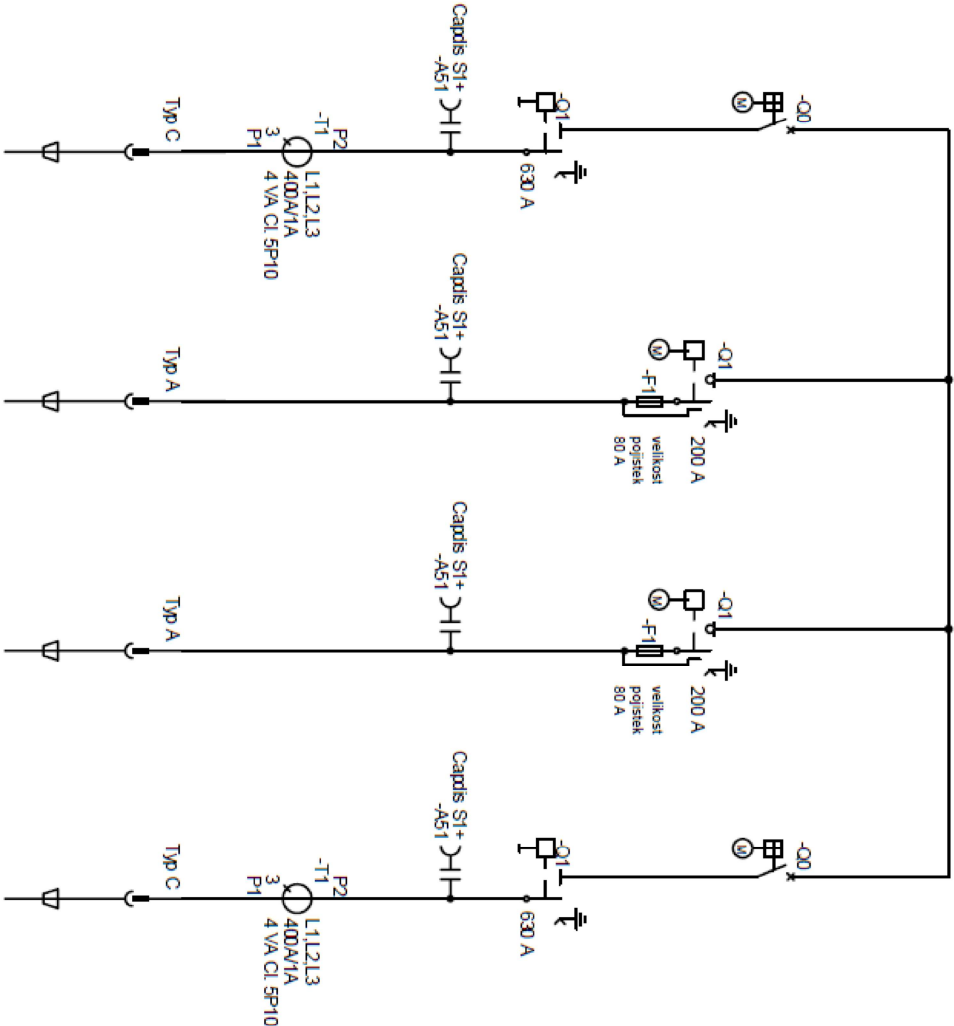 -Q0
M
-Q1
630 A
Capdis S1+
-A51
P2
-T1
3
P1
L1,L2,L3
400A/1A
4 VA Cl. 5P10
Typ C
-Q1
M
200 A
-F1
velikost
pojistek
80 A
Capdis S1+
-A51
Typ A
-Q1
M
200 A
-F1
velikost
pojistek
80 A
Capdis S1+
-A51
Typ A
-Q0
M
-Q1
630 A
Capdis S1+
-A51
P2
-T1
3
P1
L1,L2,L3
400A/1A
4 VA Cl. 5P10
Typ C